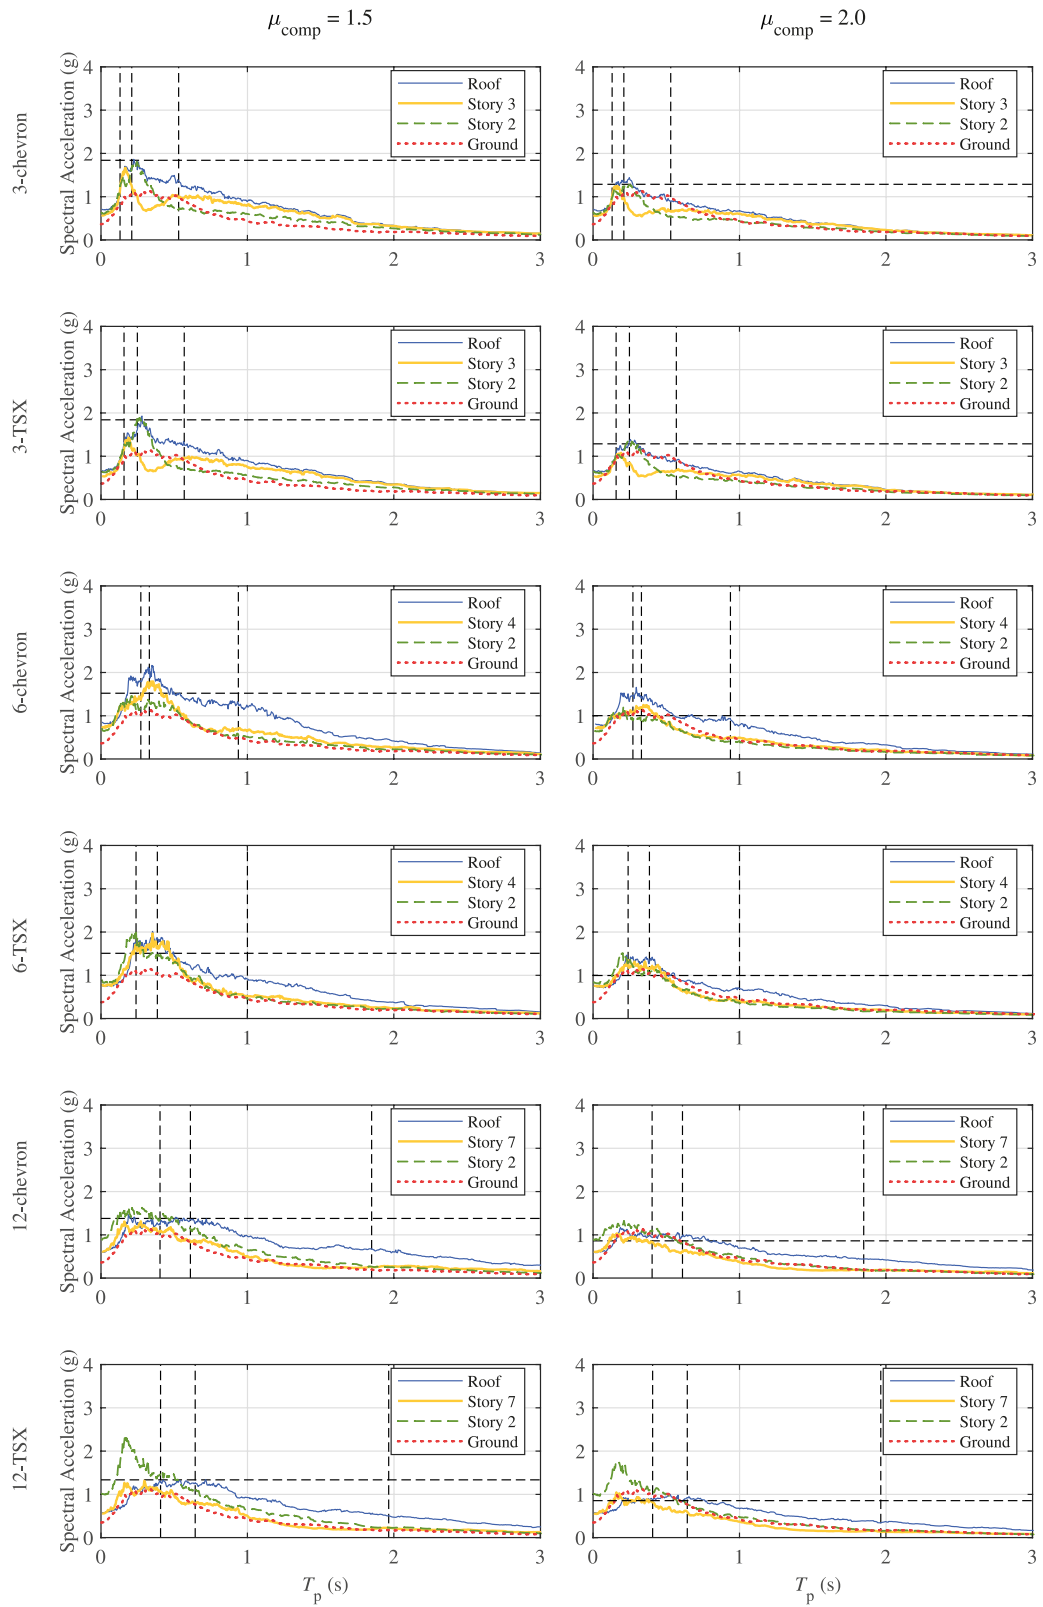 μcomp = 1.5
μcomp = 2.0
3-chevron
Spectral Acceleration (g)
4
3
2
1
0
0
1
2
3
Roof
Story 3
Story 2
Ground
4
3
2
1
0
0
1
2
3
Roof
Story 3
Story 2
Ground
3-TSX
Spectral Acceleration (g)
4
3
2
1
0
0
1
2
3
Roof
Story 3
Story 2
Ground
4
3
2
1
0
0
1
2
3
Roof
Story 3
Story 2
Ground
6-chevron
Spectral Acceleration (g)
4
3
2
1
0
0
1
2
3
Roof
Story 4
Story 2
Ground
4
3
2
1
0
0
1
2
3
Roof
Story 4
Story 2
Ground
6-TSX
Spectral Acceleration (g)
4
3
2
1
0
0
1
2
3
Roof
Story 4
Story 2
Ground
4
3
2
1
0
0
1
2
3
Roof
Story 4
Story 2
Ground
12-chevron
Spectral Acceleration (g)
4
3
2
1
0
0
1
2
3
Roof
Story 7
Story 2
Ground
4
3
2
1
0
0
1
2
3
Roof
Story 7
Story 2
Ground
12-TSX
Spectral Acceleration (g)
4
3
2
1
0
0
1
2
3
Roof
Story 7
Story 2
Ground
Tp (s)
4
3
2
1
0
0
1
2
3
Roof
Story 7
Story 2
Ground
Tp (s)